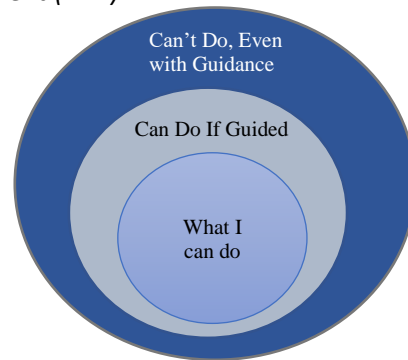 Can't Do, Even
with Guidance
Can Do If Guided
What I
can do